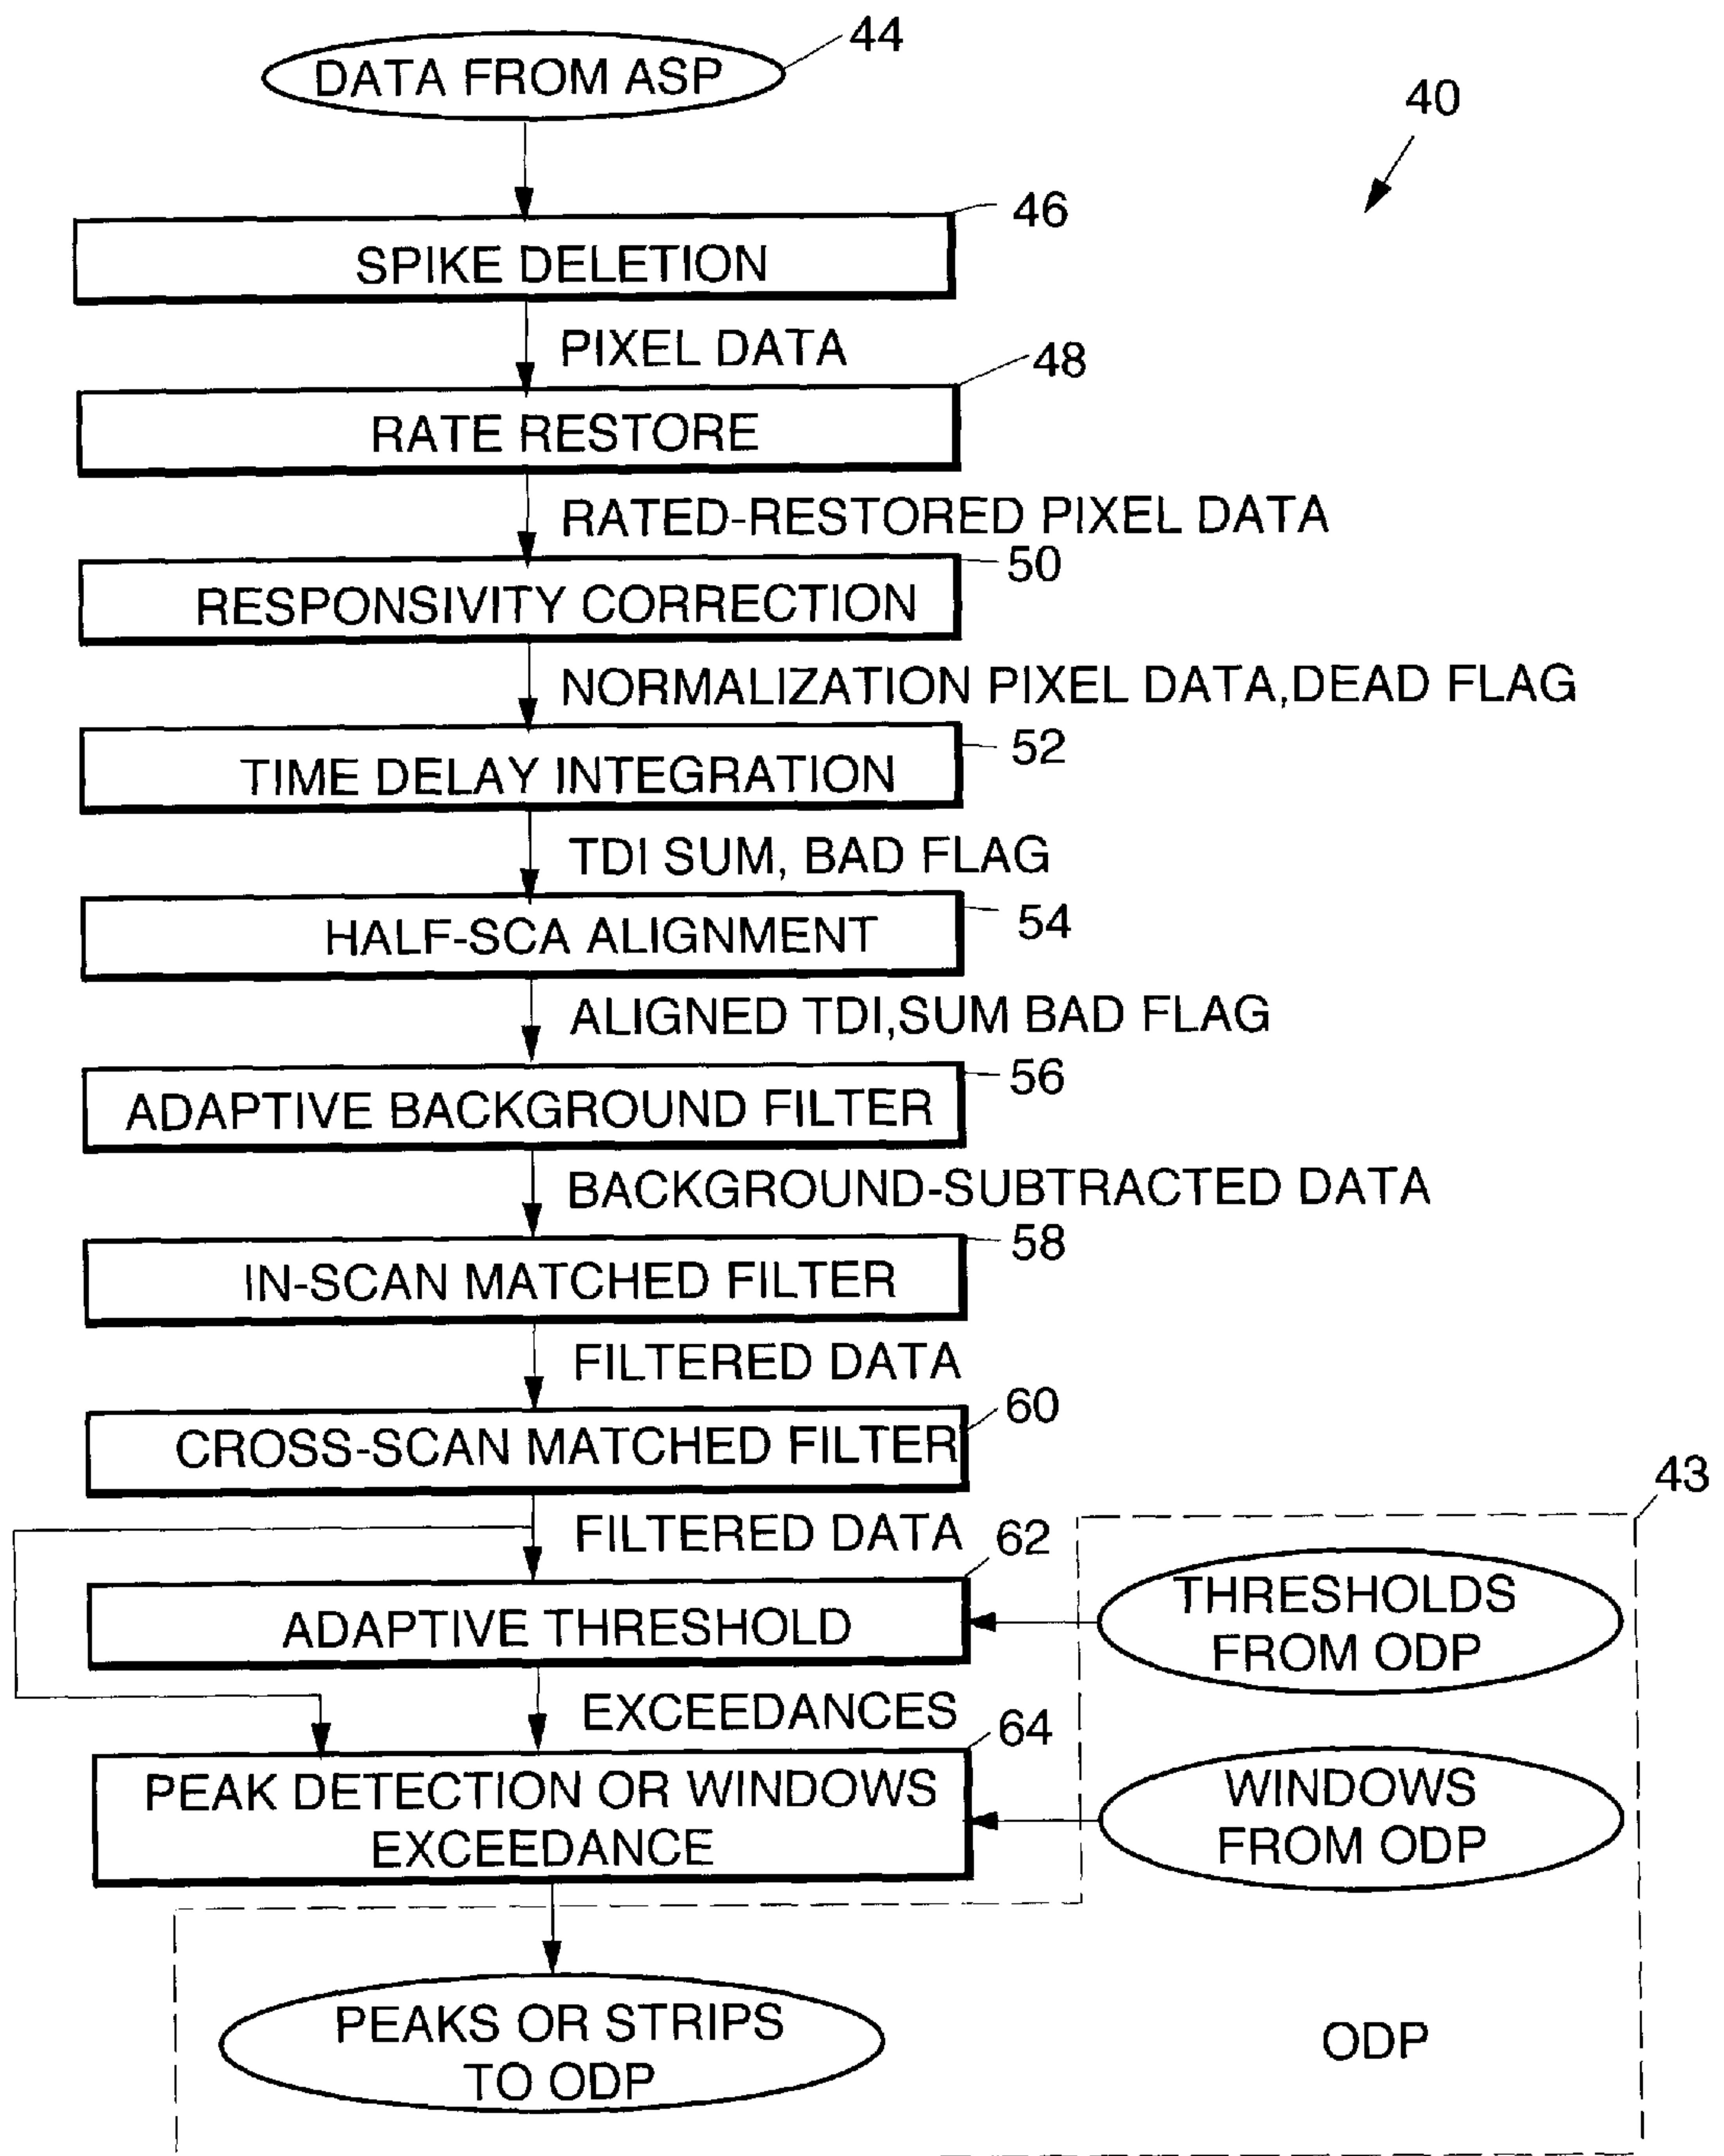 44
DATA FROM ASP
40
46
SPIKE DELETION
PIXEL DATA
48
RATE RESTORE
RATED-RESTORED PIXEL DATA
50
RESPONSIVITY CORRECTION
NORMALIZATION PIXEL DATA,DEAD FLAG
52
TIME DELAY INTEGRATION
TDI SUM, BAD FLAG
54
HALF-SCA ALIGNMENT
ALIGNED TDI,SUM BAD FLAG
56
ADAPTIVE BACKGROUND FILTER
BACKGROUND-SUBTRACTED DATA
58
IN-SCAN MATCHED FILTER
FILTERED DATA
60
CROSS-SCAN MATCHED FILTER
43
FILTERED DATA
62
ADAPTIVE THRESHOLD
THRESHOLDS
FROM ODP
EXCEEDANCES
64
PEAK DETECTION OR WINDOWS
EXCEEDANCE
WINDOWS
FROM ODP
PEAKS OR STRIPS
TO ODP
ODP